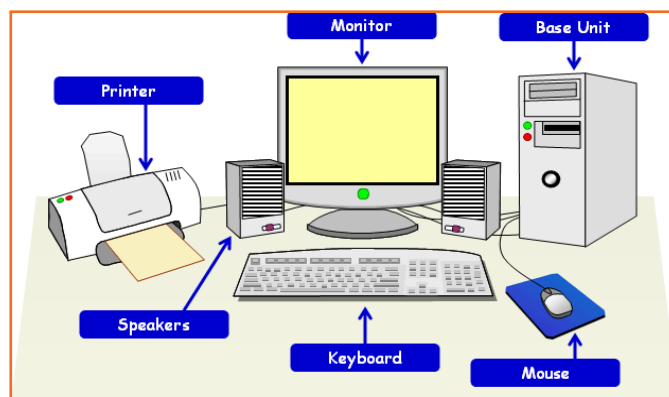 Monitor
Base Unit
Printer
Speakers
Keyboard
Mouse